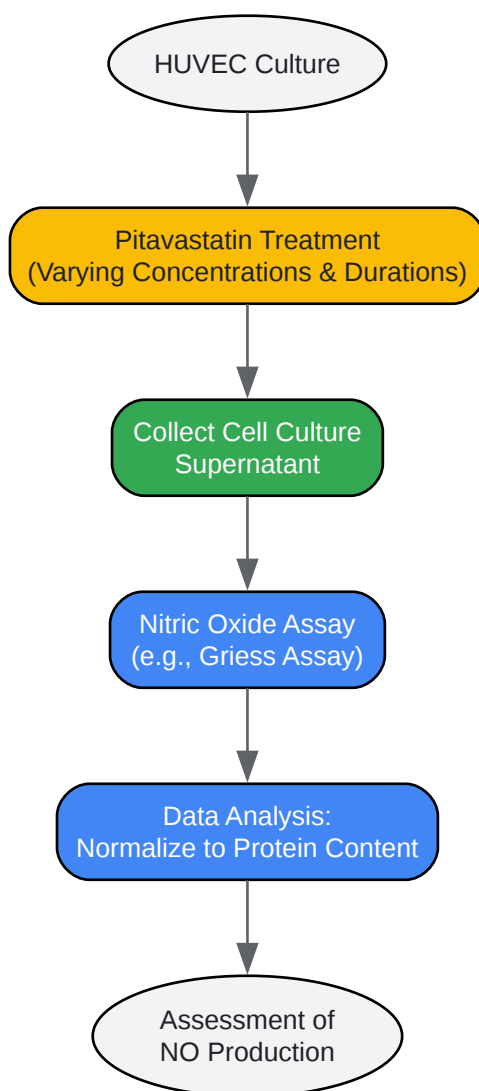 HUVEC Culture
Pitavastatin Treatment
(Varying Concentrations & Durations)
Collect Cell Culture
Supernatant
Nitric Oxide Assay
(e.g., Griess Assay)
Data Analysis:
Normalize to Protein Content
Assessment of
NO Production